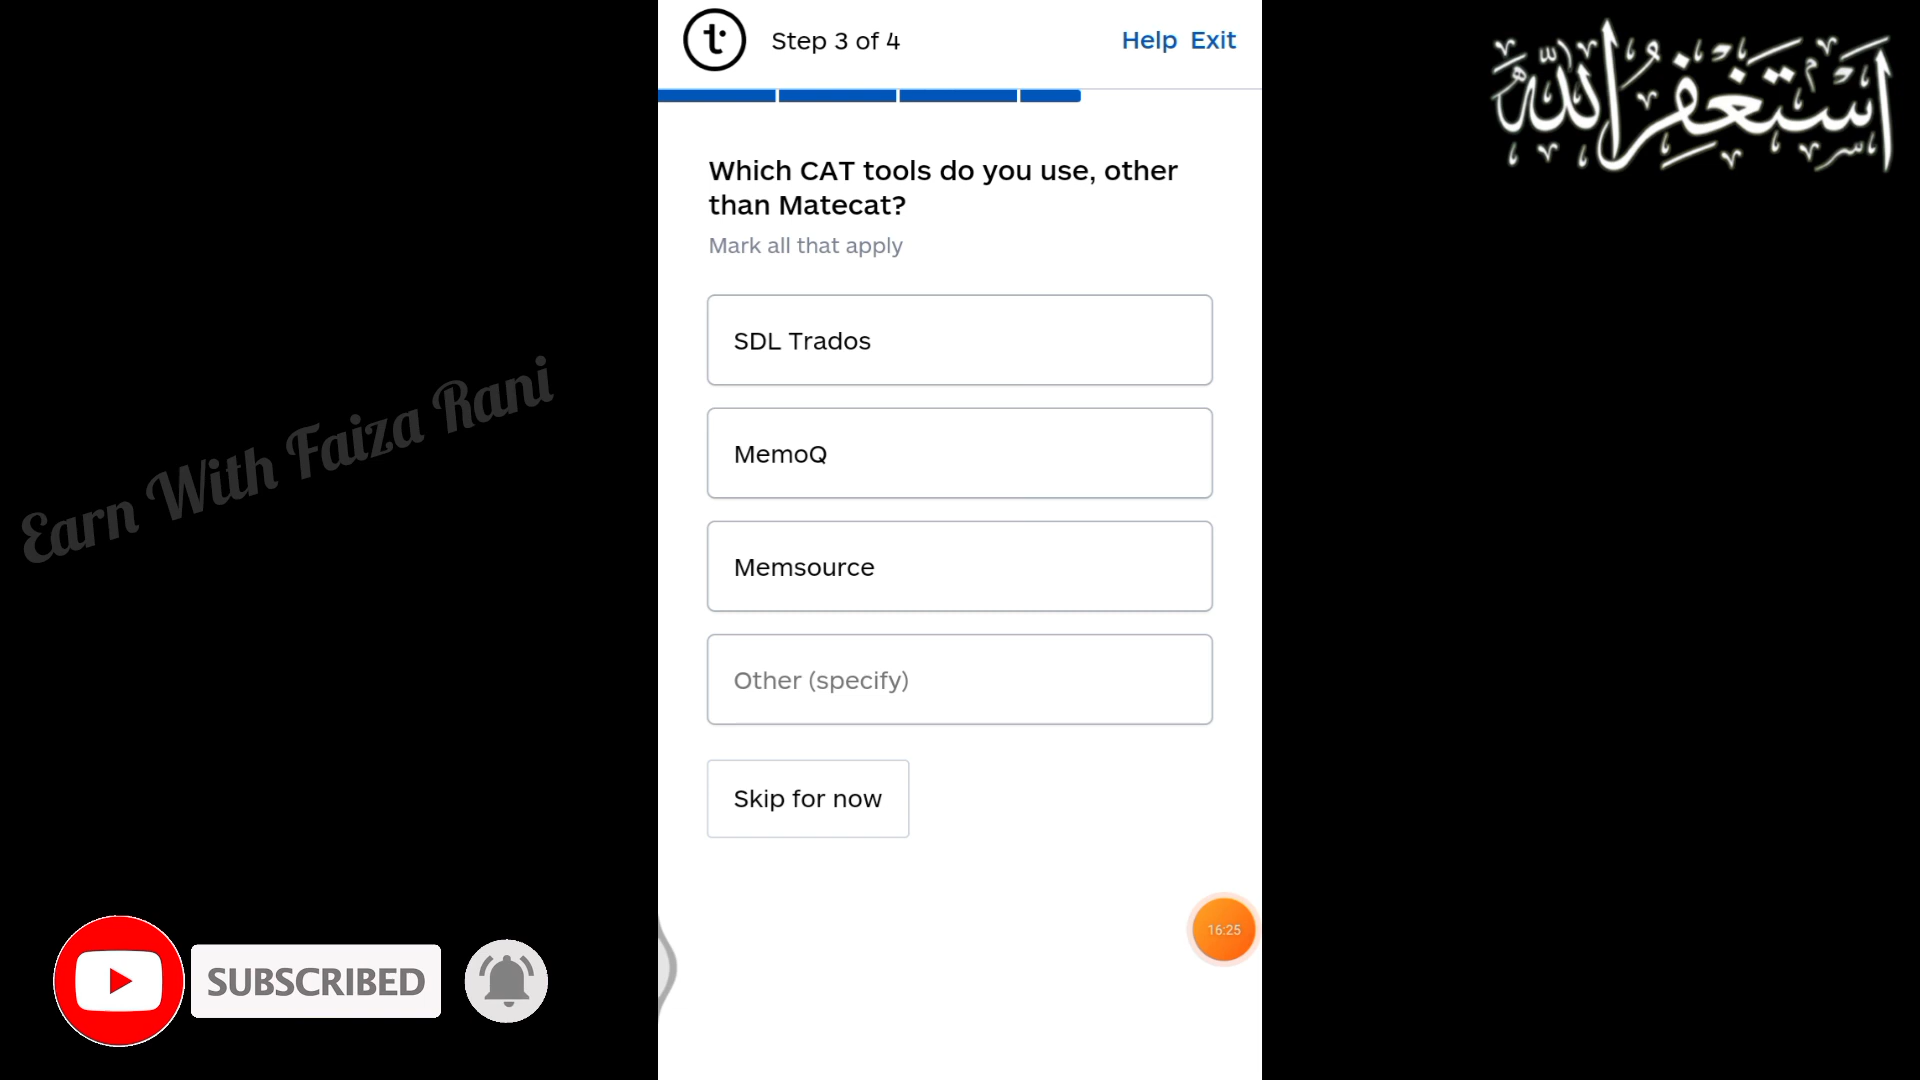 t Step 3 of 4 Help Exit
أستغفر الله
Which CAT tools do you use, other
than Matecat?
Mark all that apply
SDL Trados
MemoQ
Memsource
Other (specify)
Skip for now
Earn With Faiza Rani
16:25
SUBSCRIBED